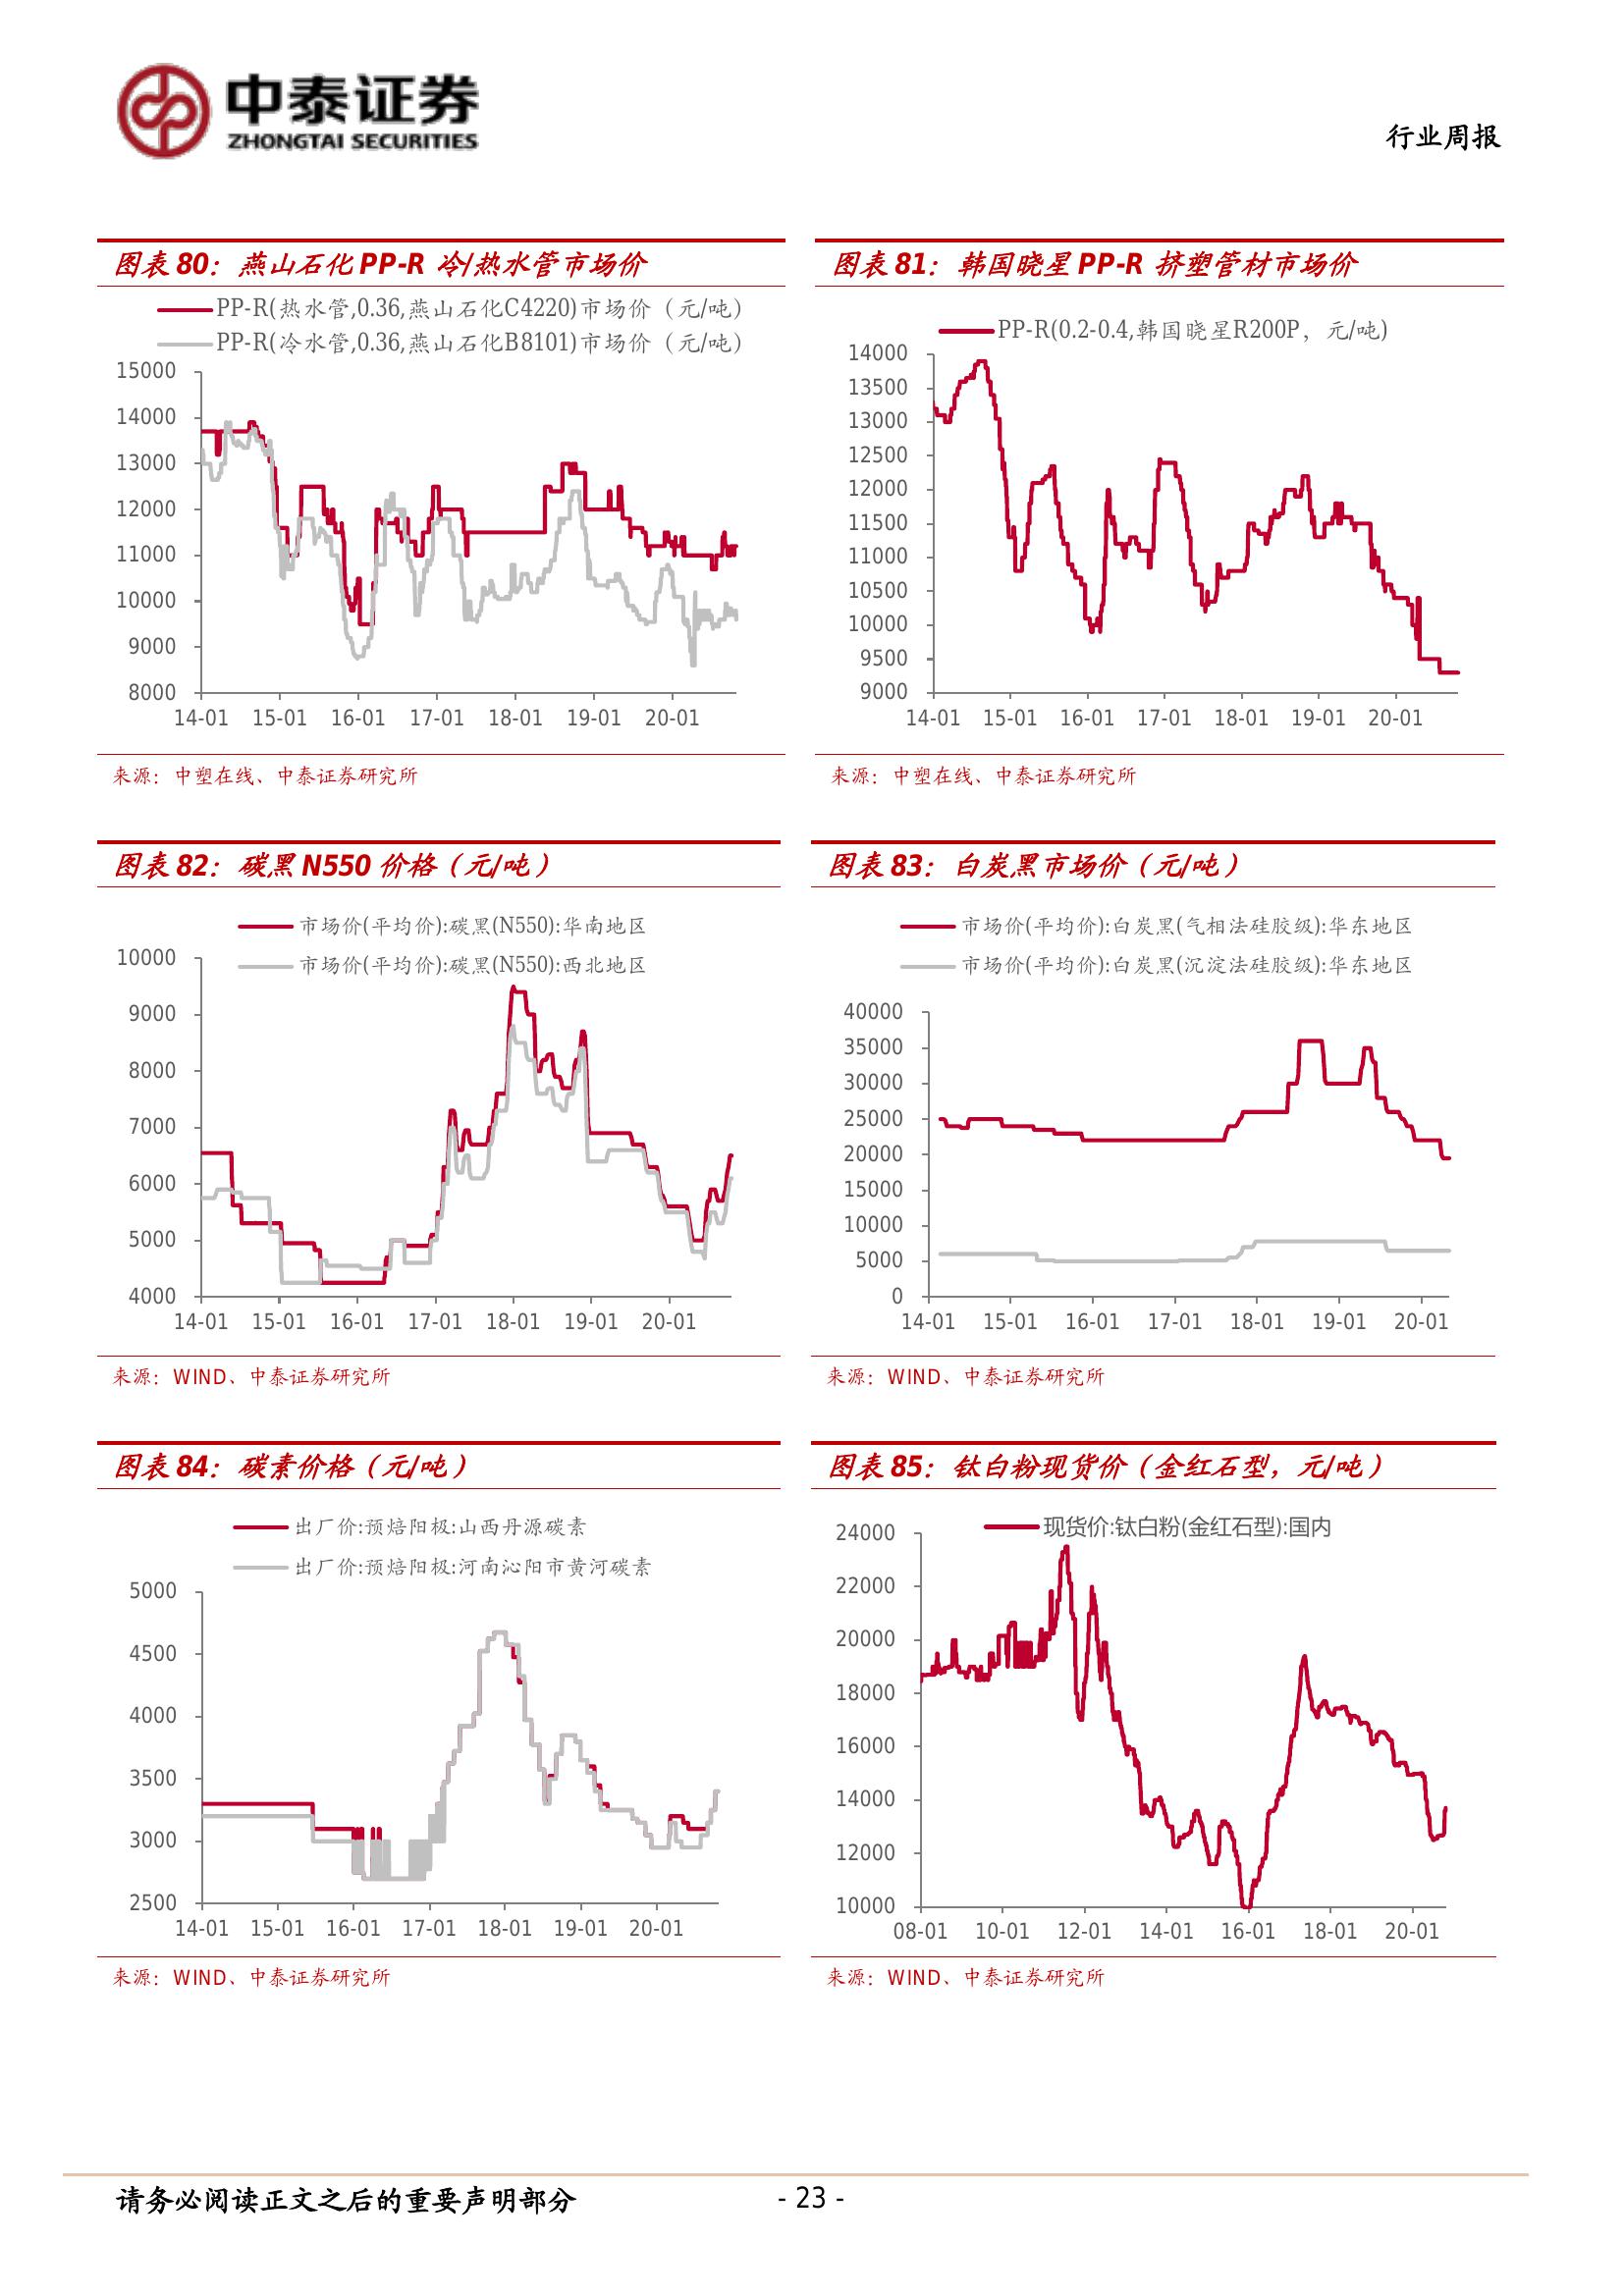 中泰证券
ZHONGTAI SECURITIES
行业周报
图表 80：燕山石化 PP-R 冷/热水管市场价
PP-R(热水管,0.36,燕山石化C4220)市场价（元/吨）
PP-R(冷水管,0.36,燕山石化B8101)市场价（元/吨）
15000
14000
13000
12000
11000
10000
9000
8000
14-01 15-01 16-01 17-01 18-01 19-01 20-01
来源：中塑在线、中泰证券研究所
图表 81：韩国晓星 PP-R 挤塑管材市场价
PP-R(0.2-0.4,韩国晓星R200P，元/吨)
14000
13500
13000
12500
12000
11500
11000
10500
10000
9500
9000
14-01 15-01 16-01 17-01 18-01 19-01 20-01
来源：中塑在线、中泰证券研究所
图表 82：碳黑 N550 价格（元/吨）
市场价(平均价):碳黑(N550):华南地区
市场价(平均价):碳黑(N550):西北地区
10000
9000
8000
7000
6000
5000
4000
14-01 15-01 16-01 17-01 18-01 19-01 20-01
来源：WIND、中泰证券研究所
图表 83：白炭黑市场价（元/吨）
市场价(平均价):白炭黑(气相法硅胶级):华东地区
市场价(平均价):白炭黑(沉淀法硅胶级):华东地区
40000
35000
30000
25000
20000
15000
10000
5000
0
14-01 15-01 16-01 17-01 18-01 19-01 20-01
来源：WIND、中泰证券研究所
图表 84：碳素价格（元/吨）
出厂价:预焙阳极:山西丹源碳素
出厂价:预焙阳极:河南沁阳市黄河碳素
5000
4500
4000
3500
3000
2500
14-01 15-01 16-01 17-01 18-01 19-01 20-01
来源：WIND、中泰证券研究所
图表 85：钛白粉现货价（金红石型，元/吨）
现货价:钛白粉(金红石型):国内
24000
22000
20000
18000
16000
14000
12000
10000
08-01 10-01 12-01 14-01 16-01 18-01 20-01
来源：WIND、中泰证券研究所
请务必阅读正文之后的重要声明部分
- 23 -